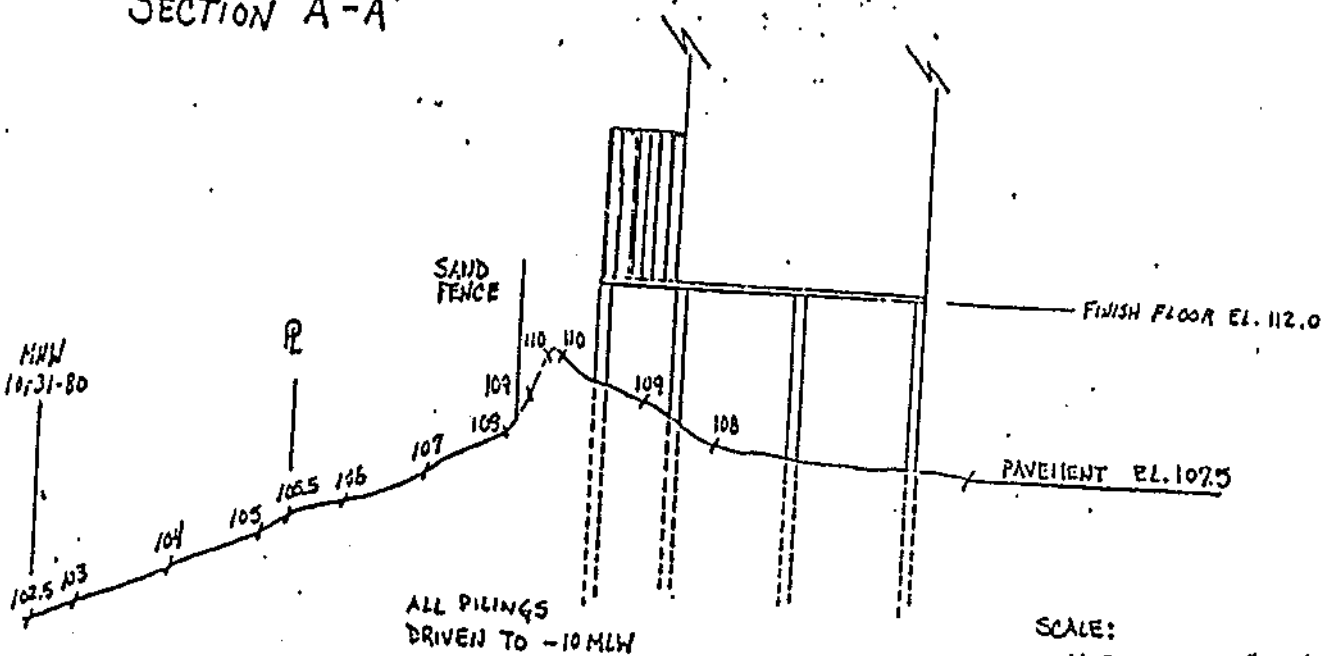 SECTION A-A'
SAND
FENCE
FINISH FLOOR EL. 112.0
MHW
10-31-80
PL
110 110
109
109
108
108
107
106
105.5
105
104
103
102.5
PAVEMENT EL. 107.5
ALL PILINGS
DRIVEN TO -10 MLW
SCALE: